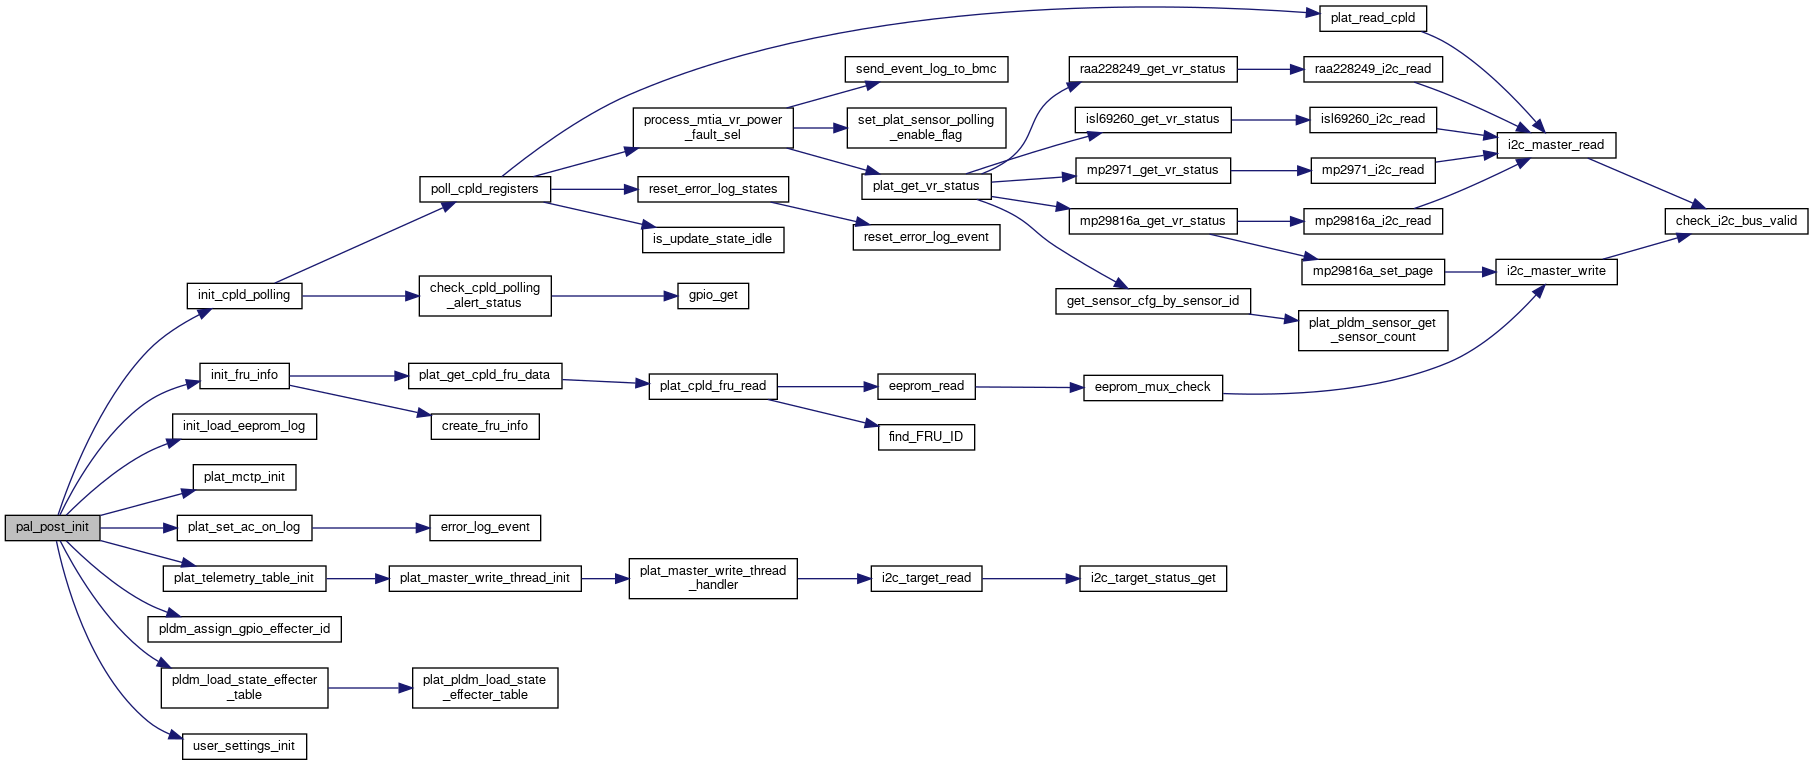 pal_post_init
init_cpld_polling
poll_cpld_registers
plat_read_cpld
i2c_master_read
check_i2c_bus_valid
process_mtia_vr_power
_fault_sel
send_event_log_to_bmc
set_plat_sensor_polling
_enable_flag
plat_get_vr_status
raa228249_get_vr_status
raa228249_i2c_read
isl69260_get_vr_status
isl69260_i2c_read
mp2971_get_vr_status
mp2971_i2c_read
mp29816a_get_vr_status
mp29816a_i2c_read
mp29816a_set_page
i2c_master_write
get_sensor_cfg_by_sensor_id
plat_pldm_sensor_get
_sensor_count
reset_error_log_states
reset_error_log_event
is_update_state_idle
check_cpld_polling
_alert_status
gpio_get
init_fru_info
plat_get_cpld_fru_data
plat_cpld_fru_read
eeprom_read
eeprom_mux_check
find_FRU_ID
create_fru_info
init_load_eeprom_log
plat_mctp_init
plat_set_ac_on_log
error_log_event
plat_telemetry_table_init
plat_master_write_thread_init
plat_master_write_thread
_handler
i2c_target_read
i2c_target_status_get
pldm_assign_gpio_effecter_id
pldm_load_state_effecter
_table
plat_pldm_load_state
_effecter_table
user_settings_init